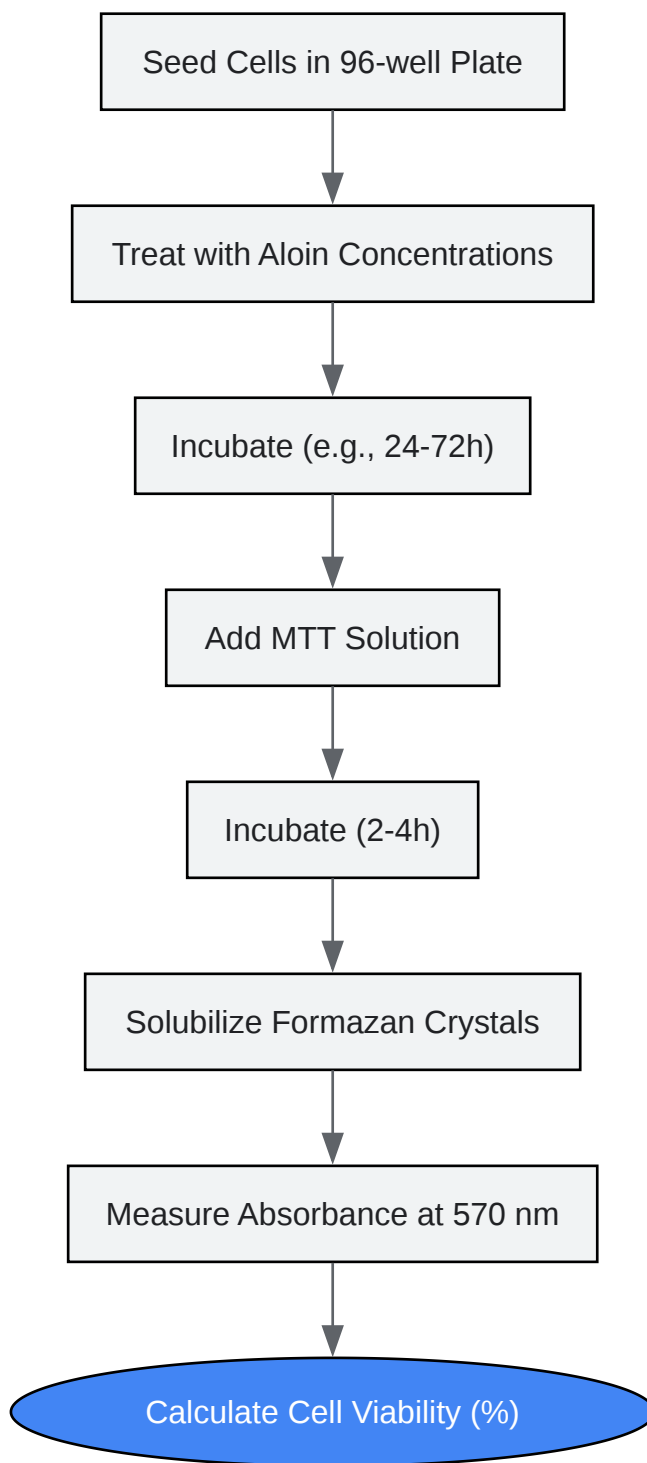 Seed Cells in 96-well Plate
Treat with Aloin Concentrations
Incubate (e.g., 24-72h)
Add MTT Solution
Incubate (2-4h)
Solubilize Formazan Crystals
Measure Absorbance at 570 nm
Calculate Cell Viability (%)